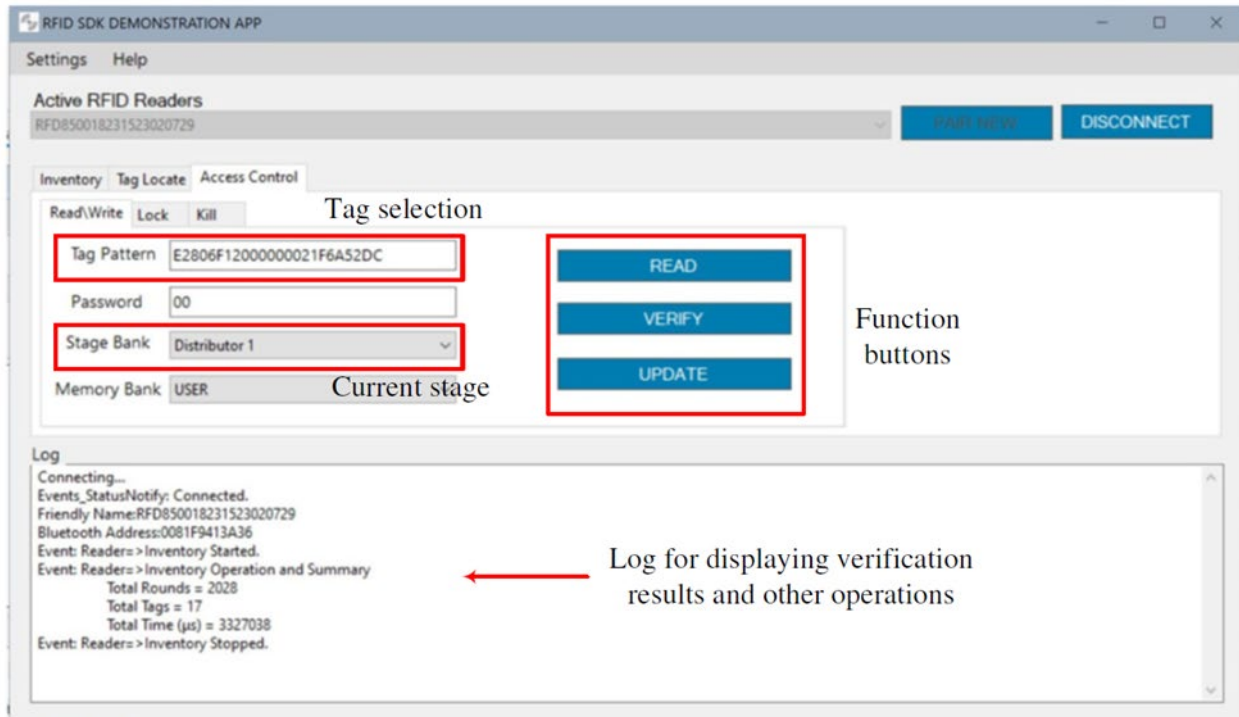 RFID SDK DEMONSTRATION APP
Settings Help
Active RFID Readers
RFD850018231523020729
PAIR NEW
DISCONNECT
Inventory Tag Locate Access Control
Read\Write Lock Kill
Tag selection
Tag Pattern E2806F12000000021F6A52DC
Password 00
Stage Bank Distributor 1
Current stage
Memory Bank USER
READ
VERIFY
UPDATE
Function
buttons
Log
Connecting...
Events_StatusNotify: Connected.
Friendly Name:RFD850018231523020729
Bluetooth Address:0081F9413A36
Event: Reader=>Inventory Started.
Event: Reader=>Inventory Operation and Summary
Total Rounds = 2028
Total Tags = 17
Total Time (μs) = 3327038
Event: Reader=>Inventory Stopped.
Log for displaying verification
results and other operations